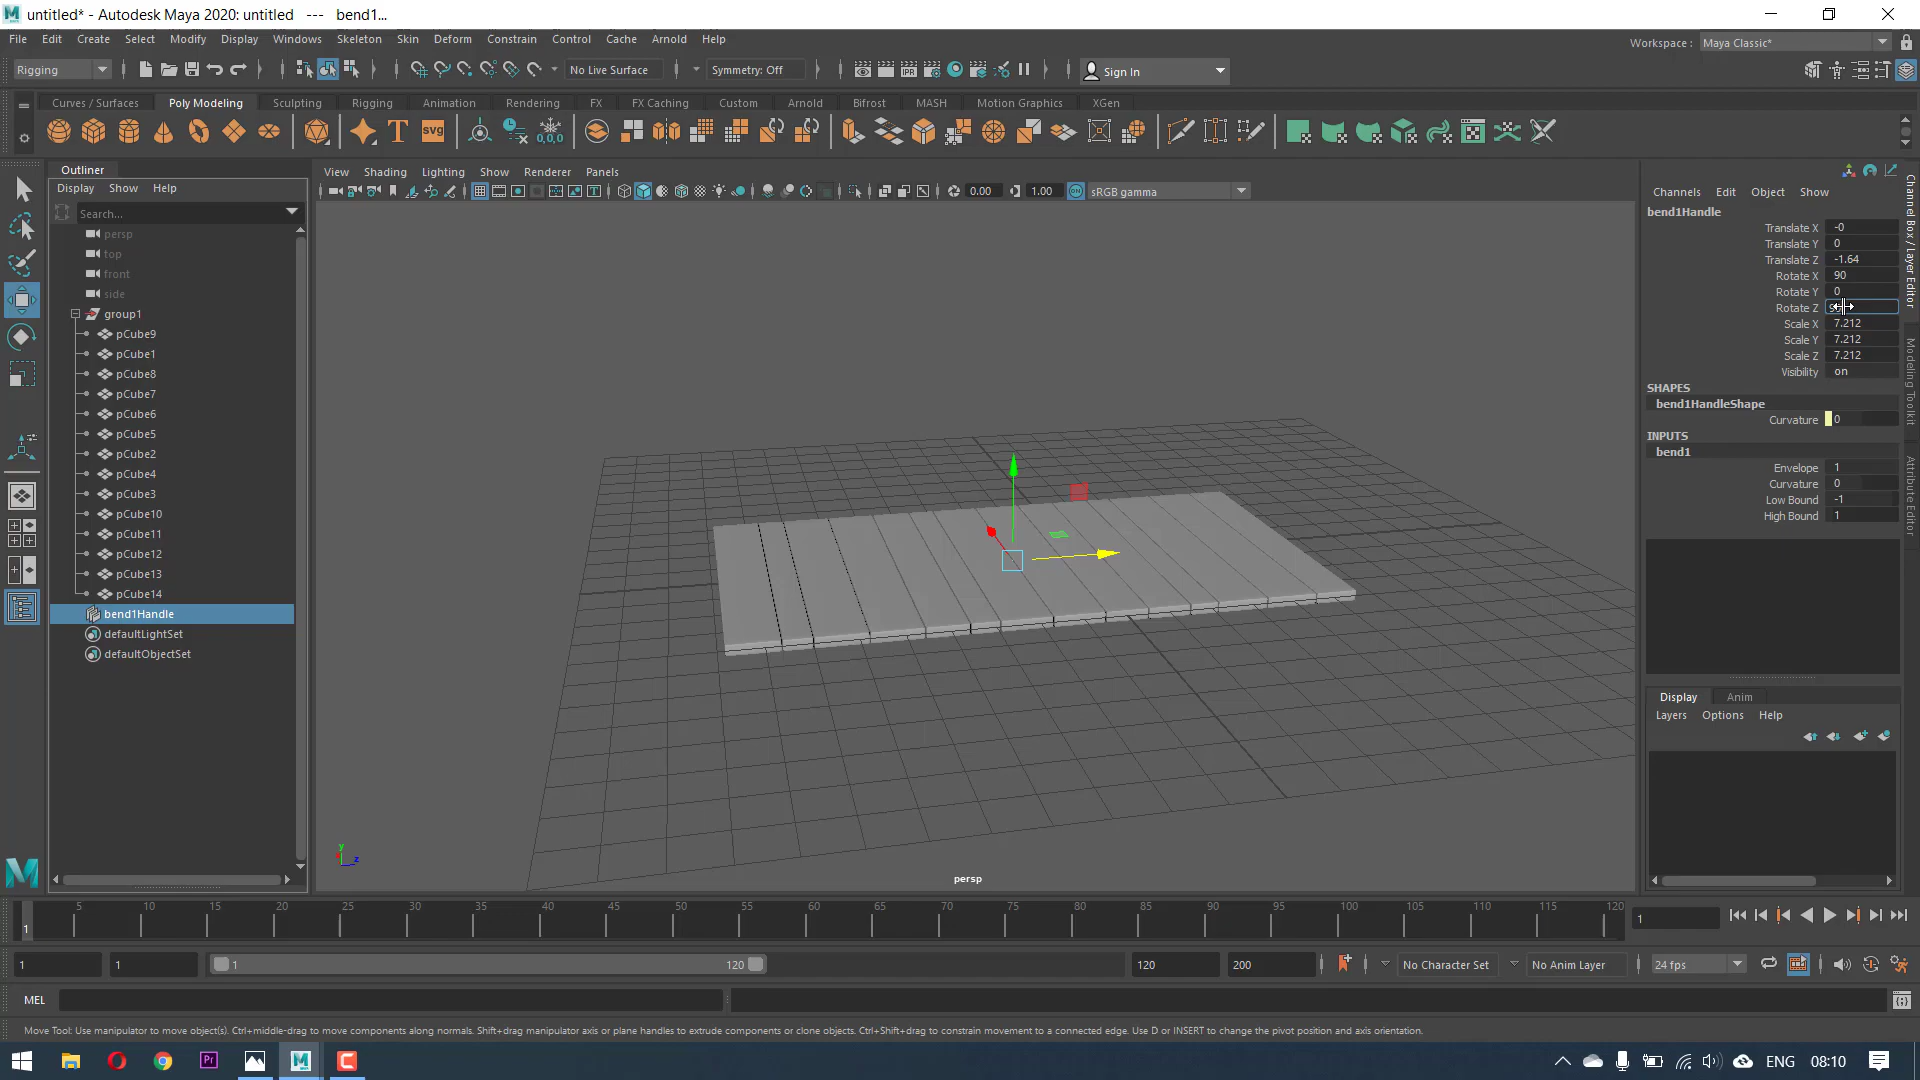 untitled* - Autodesk Maya 2020: untitled --- bend1...
File Edit Create Select Modify Display Windows Skeleton Skin Deform Constrain Control Cache Arnold Help
Workspace : Maya Classic*
Rigging No Live Surface Symmetry: Off Sign In
Curves / Surfaces Poly Modeling Sculpting Rigging Animation Rendering FX FX Caching Custom Arnold Bifrost MASH Motion Graphics XGen
Outliner
Display Show Help
Search...
persp
top
front
side
group1
pCube9
pCube1
pCube8
pCube7
pCube6
pCube5
pCube2
pCube4
pCube3
pCube10
pCube11
pCube12
pCube13
pCube14
bend1Handle
defaultLightSet
defaultObjectSet
View Shading Lighting Show Renderer Panels
0.00 1.00 sRGB gamma
persp
Channels Edit Object Show
bend1Handle
Translate X -0
Translate Y 0
Translate Z -1.64
Rotate X 90
Rotate Y 0
Rotate Z
Scale X 7.212
Scale Y 7.212
Scale Z 7.212
Visibility on
SHAPES
bend1HandleShape
Curvature 0
INPUTS
bend1
Envelope 1
Curvature 0
Low Bound -1
High Bound 1
Display Anim
Layers Options Help
Channel Box / Layer Editor
Modeling Toolkit
Attribute Editor
5 10 15 20 25 30 35 40 45 50 55 60 65 70 75 80 85 90 95 100 105 110 115 120
1
1
1 1 1 120 120 200 No Character Set No Anim Layer 24 fps
MEL
Move Tool: Use manipulator to move object(s). Ctrl+middle-drag to move components along normals. Shift+drag manipulator axis or plane handles to extrude components or clone objects. Ctrl+Shift+drag to constrain movement to a connected edge. Use D or INSERT to change the pivot position and axis orientation.
ENG 08:10